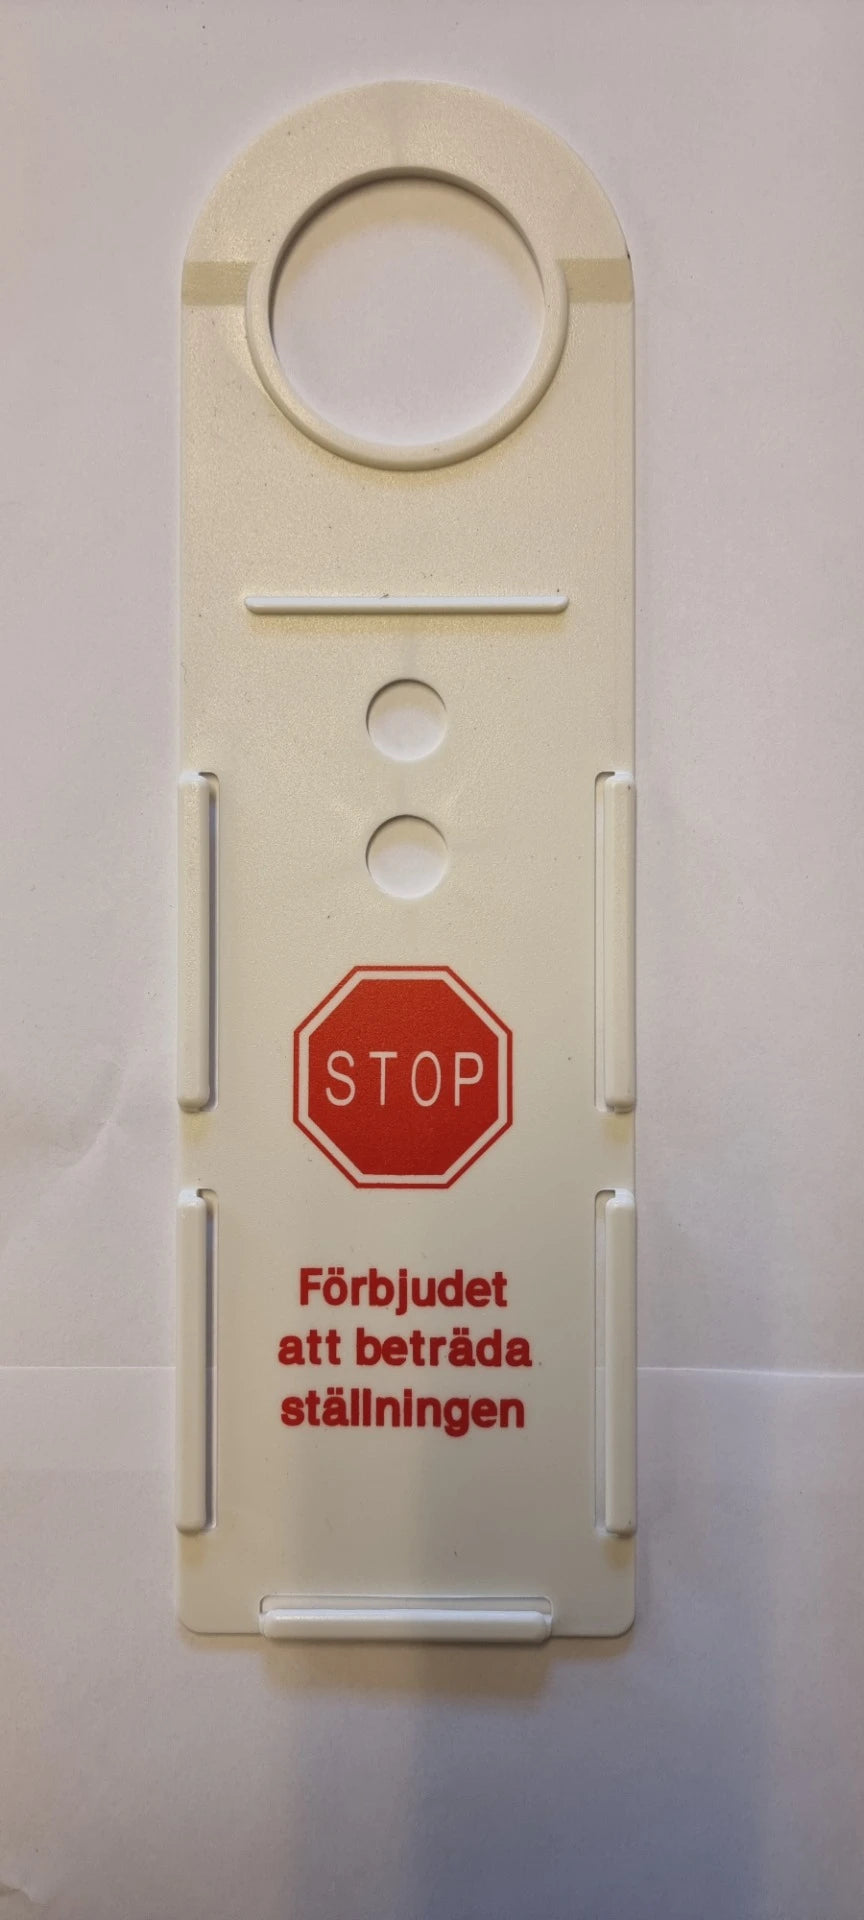 STOP
Förbjudet
att beträda
ställningen